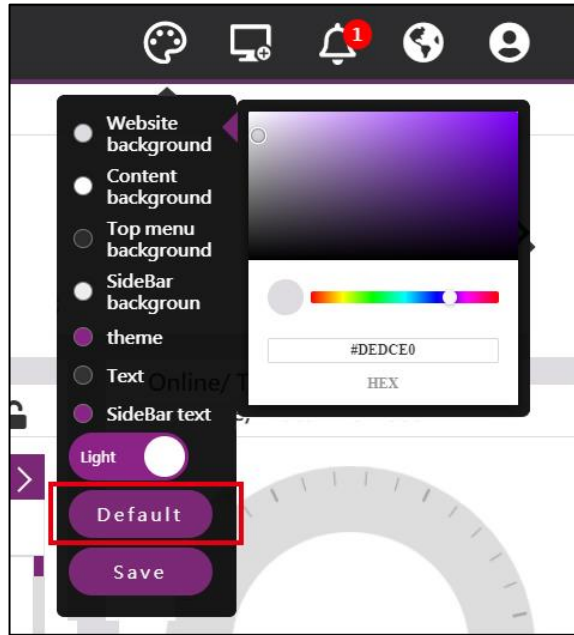 1
Website
background
Content
background
Top menu
background
SideBar
backgroun
theme
Text
SideBar text
Light
Default
Save
#DEDCE0
HEX
Online/ T